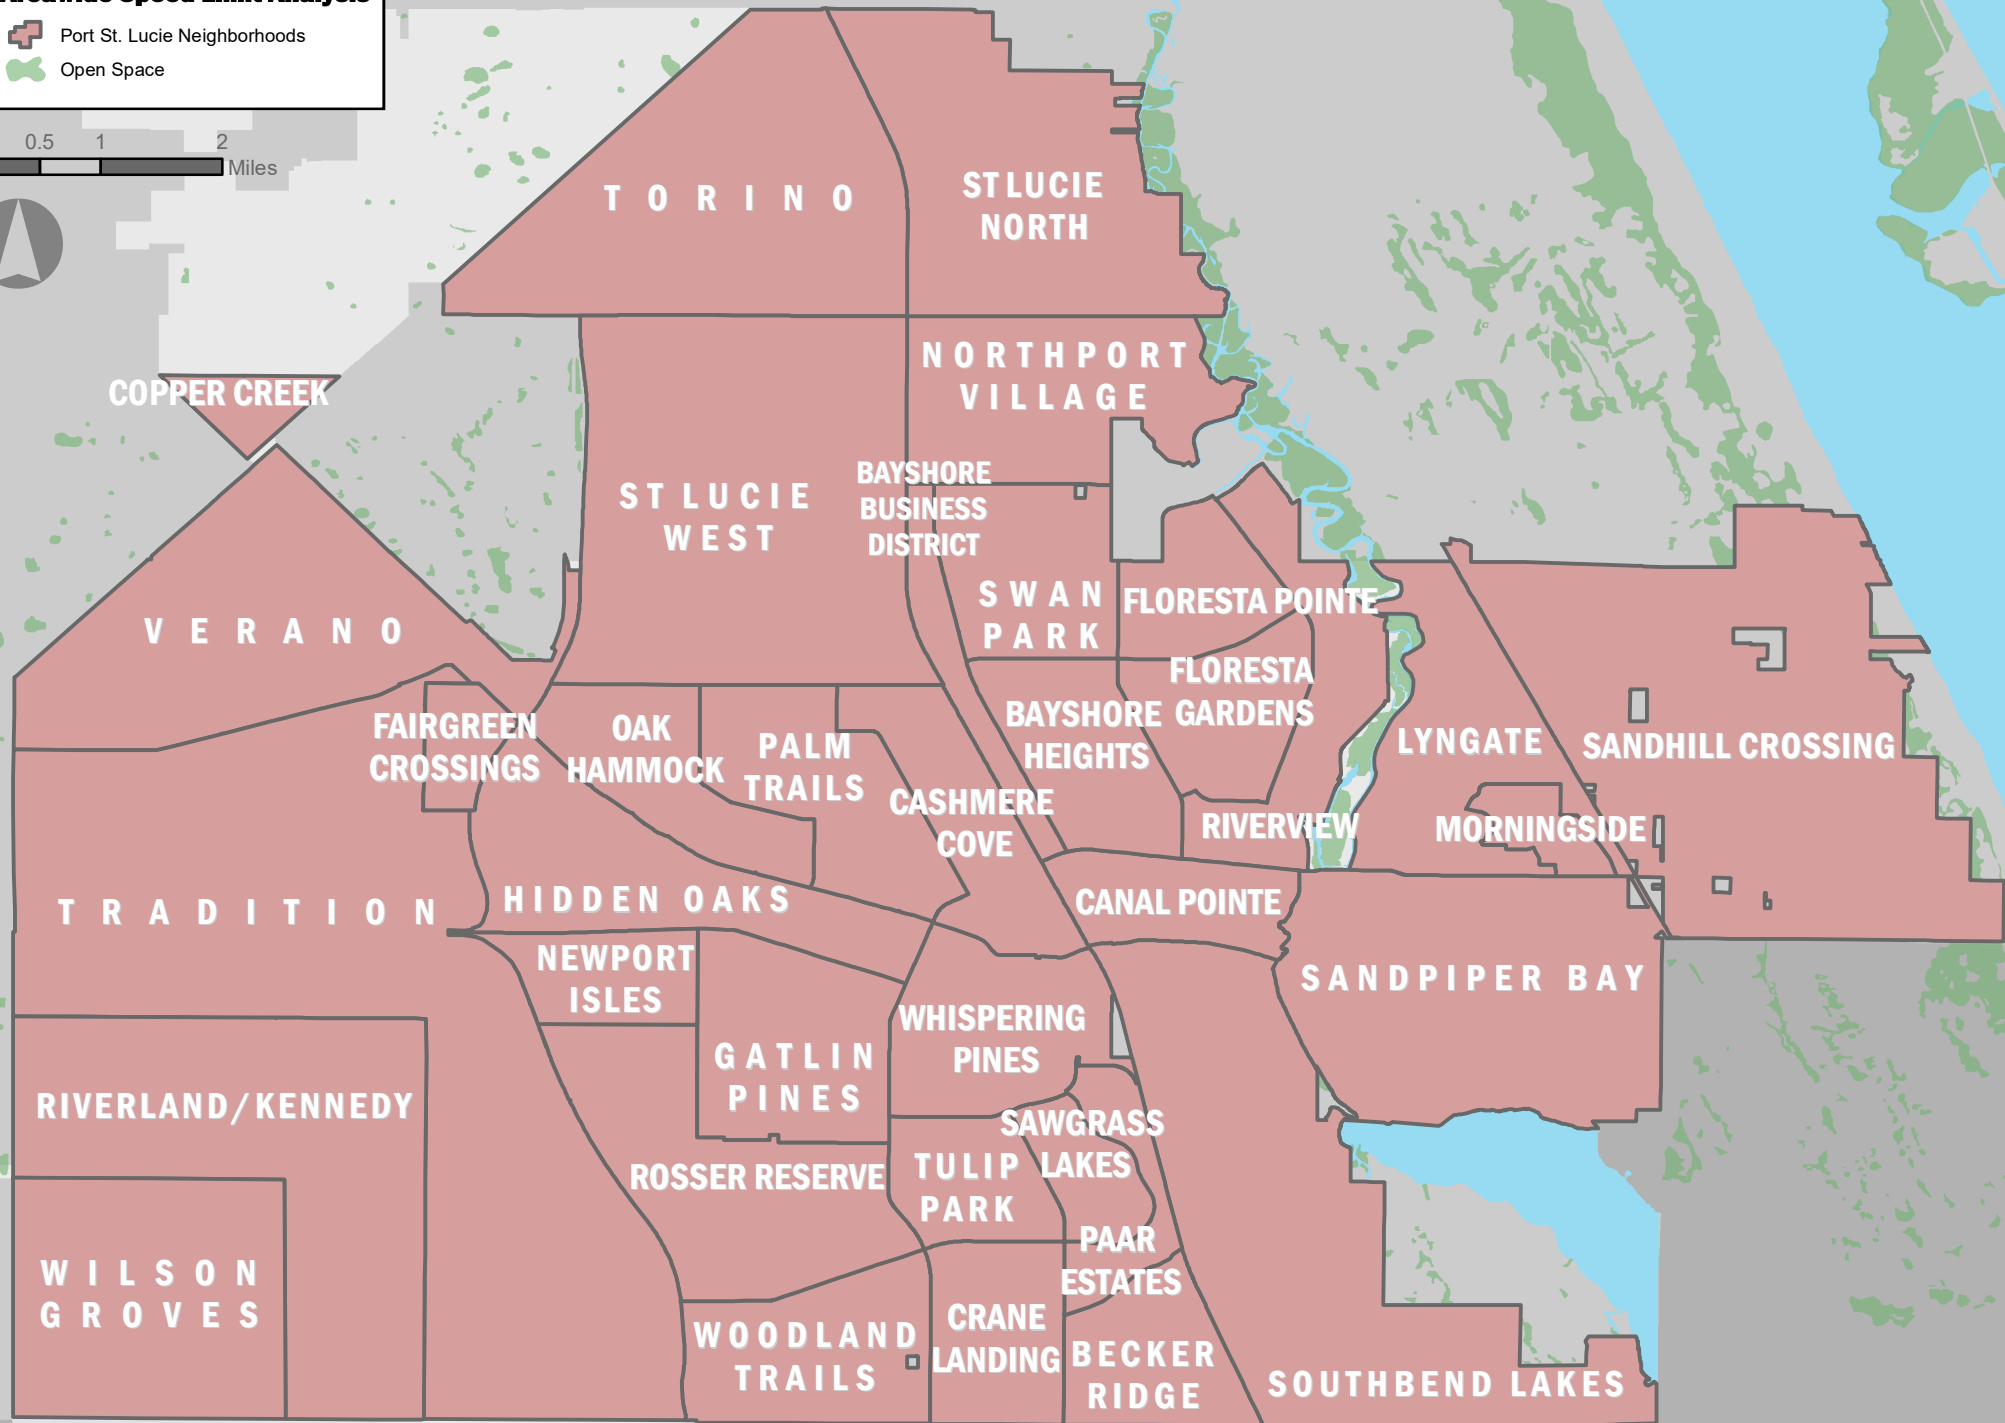 Areawide Speed Limit Analysis
Port St. Lucie Neighborhoods
Open Space
0.5 1 2
Miles
TORINO
ST LUCIE
NORTH
COPPER CREEK
NORTHPORT
VILLAGE
ST LUCIE
WEST
BAYSHORE
BUSINESS
DISTRICT
VERANO
SWAN
PARK
FLORESTA POINTE
FLORESTA
GARDENS
FAIRGREEN
CROSSINGS
OAK
HAMMOCK
PALM
TRAILS
BAYSHORE
HEIGHTS
LYNGATE
SANDHILL CROSSING
CASHMERE
COVE
RIVERVIEW
MORNINGSIDE
TRADITION
HIDDEN OAKS
CANAL POINTE
NEWPORT
ISLES
SANDPIPER BAY
WHISPERING
PINES
GATLIN
PINES
RIVERLAND/KENNEDY
SAWGRASS
LAKES
ROSSER RESERVE
TULIP
PARK
PAAR
ESTATES
WILSON
GROVES
WOODLAND
TRAILS
CRANE
LANDING
BECKER
RIDGE
SOUTHBEND LAKES